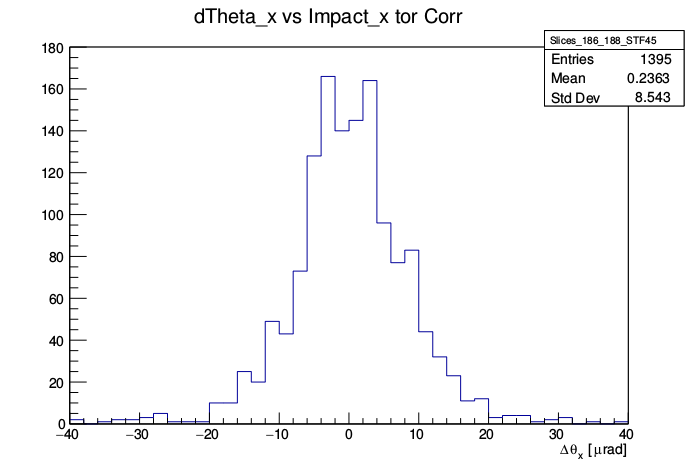 dTheta_x vs Impact_x tor Corr
Slices_186_188_STF45
Entries 1395
Mean 0.2363
Std Dev 8.543
180
160
140
120
100
80
60
40
20
0
−40 −30 −20 −10 0 10 20 30 40
Δθx [μrad]